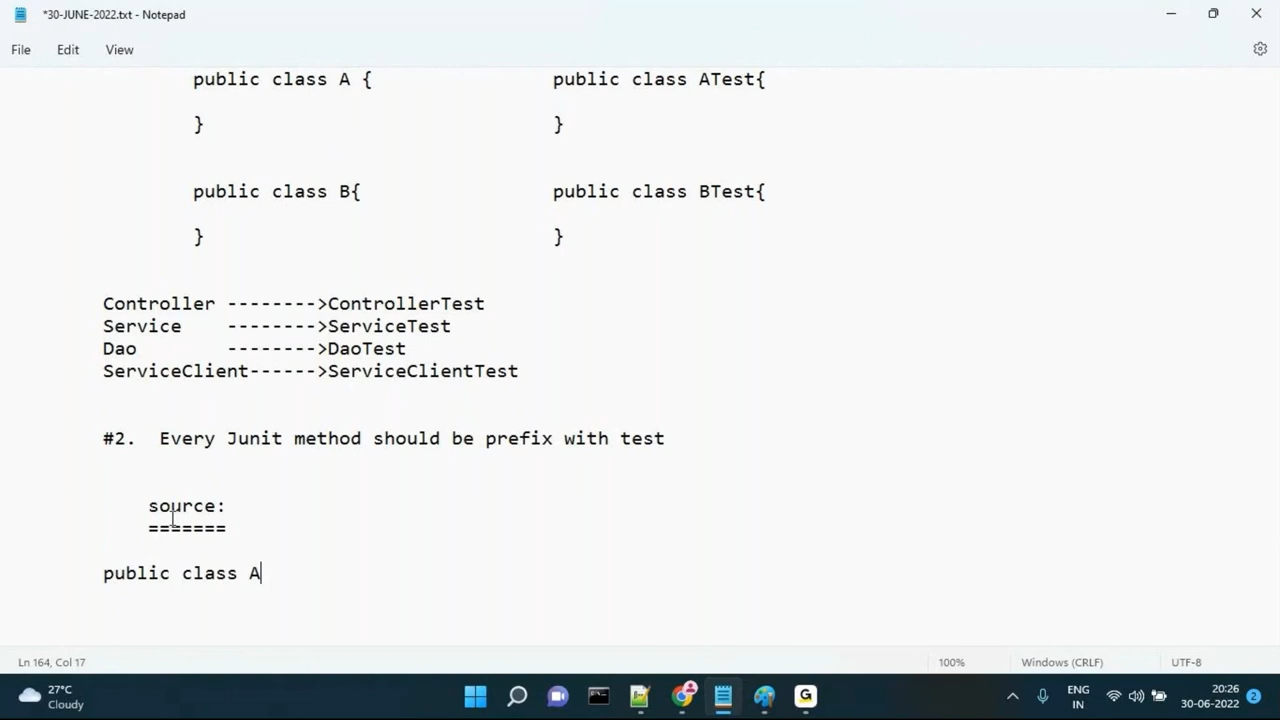 *30-JUNE-2022.txt - Notepad
File Edit View
public class A { public class ATest{
} }
public class B{ public class BTest{
} }
Controller -------->ControllerTest
Service -------->ServiceTest
Dao -------->DaoTest
ServiceClient------>ServiceClientTest
#2. Every Junit method should be prefix with test
source:
=======
public class A
Ln 164, Col 17 100% Windows (CRLF) UTF-8
27°C
Cloudy
G
ENG
IN
20:26
30-06-2022
2